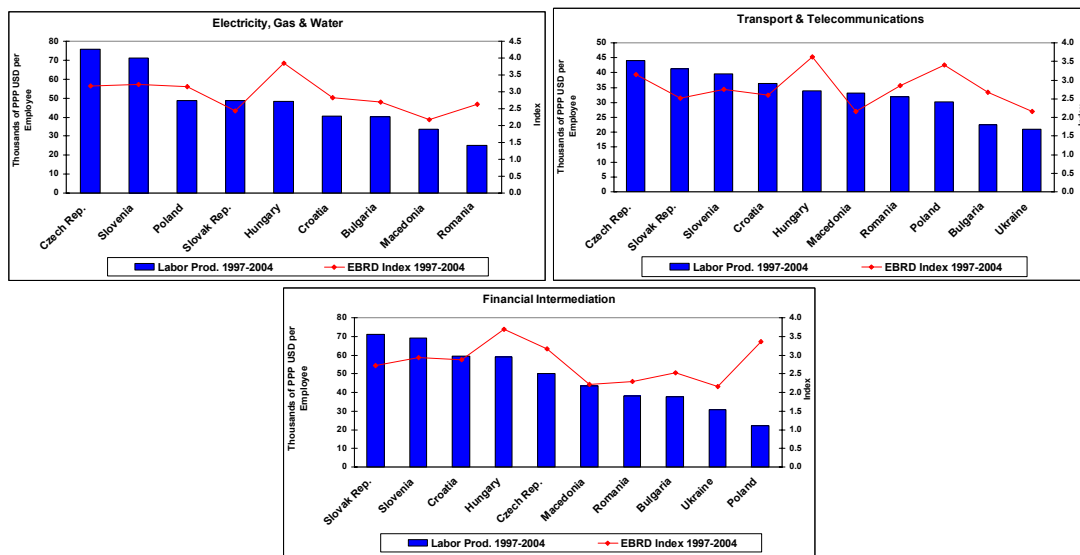 Electricity, Gas & Water
Thousands of PPP USD per
Employee
80
70
60
50
40
30
20
10
0
4.5
4.0
3.5
3.0
2.5
2.0
1.5
1.0
0.5
0.0
Index
Czech Rep.
Slovenia
Poland
Slovak Rep.
Hungary
Croatia
Bulgaria
Macedonia
Romania
Labor Prod. 1997-2004
EBRD Index 1997-2004
Transport & Telecommunications
Thousands of PPP USD per
Employee
50
45
40
35
30
25
20
15
10
5
0
4.0
3.5
3.0
2.5
2.0
1.5
1.0
0.5
0.0
Index
Czech Rep.
Slovak Rep.
Slovenia
Croatia
Hungary
Macedonia
Romania
Poland
Bulgaria
Ukraine
Labor Prod. 1997-2004
EBRD Index 1997-2004
Financial Intermediation
Thousands of PPP USD per
Employee
80
70
60
50
40
30
20
10
0
4.0
3.5
3.0
2.5
2.0
1.5
1.0
0.5
0.0
Index
Slovak Rep.
Slovenia
Croatia
Hungary
Czech Rep.
Macedonia
Romania
Bulgaria
Ukraine
Poland
Labor Prod. 1997-2004
EBRD Index 1997-2004